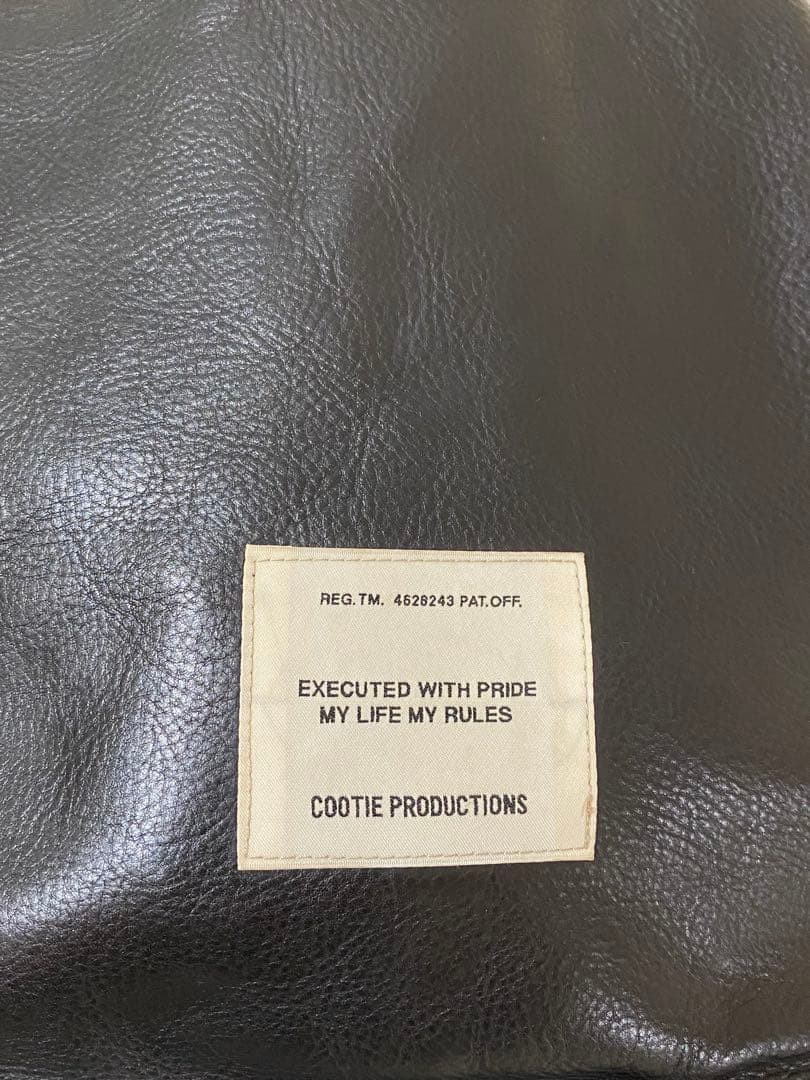 REG.TM. 4628243 PAT.OFF.
EXECUTED WITH PRIDE
MY LIFE MY RULES
COOTIE PRODUCTIONS